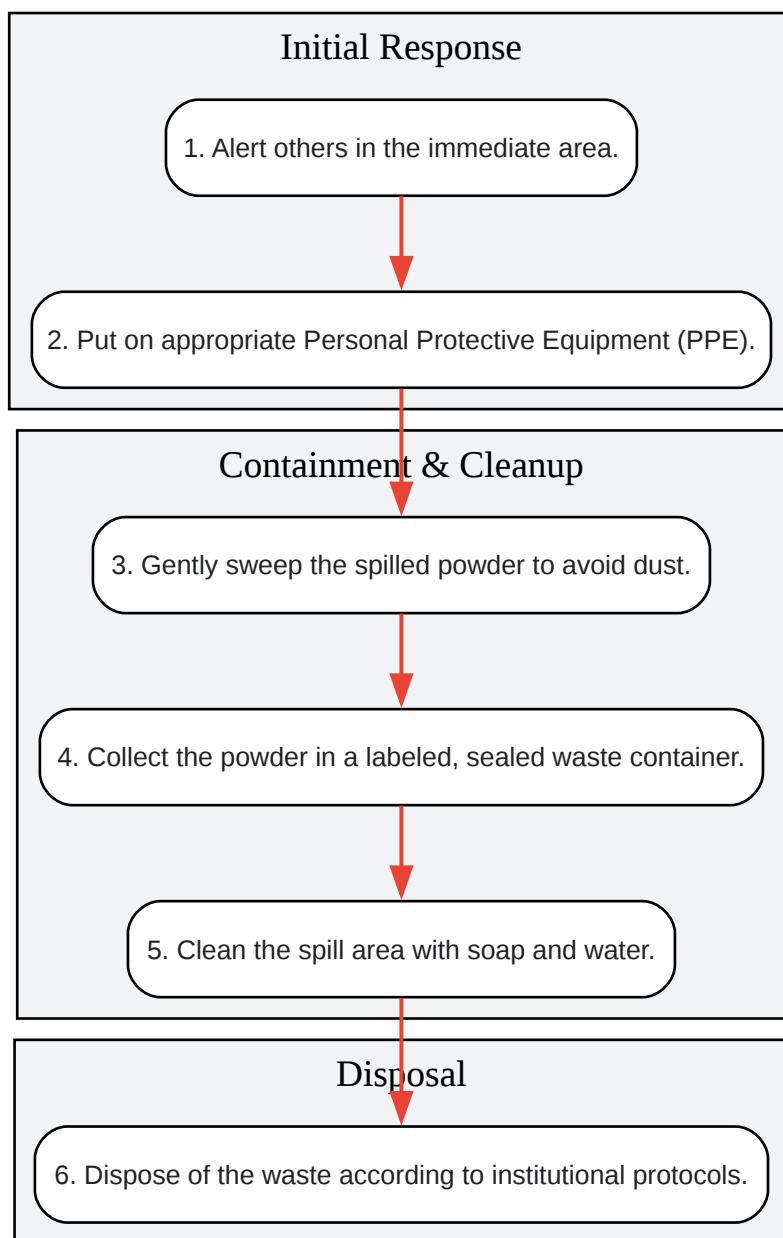 Initial Response
1. Alert others in the immediate area.
2. Put on appropriate Personal Protective Equipment (PPE).
Containment & Cleanup
3. Gently sweep the spilled powder to avoid dust.
4. Collect the powder in a labeled, sealed waste container.
5. Clean the spill area with soap and water.
Disposal
6. Dispose of the waste according to institutional protocols.